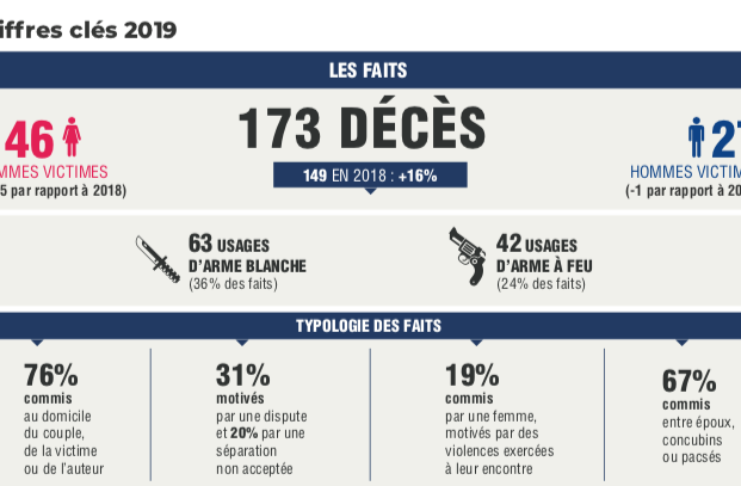 iffres clés 2019
LES FAITS
46
MMES VICTIMES
5 par rapport à 2018)
173 DÉCÈS
149 EN 2018 : +16%
2
HOMMES VICTIM
(-1 par rapport à 20
63 USAGES
D'ARME BLANCHE
(36% des faits)
42 USAGES
D'ARME À FEU
(24% des faits)
TYPOLOGIE DES FAITS
76%
commis
au domicile
du couple,
de la victime
ou de l'auteur
31%
motivés
par une dispute
et 20% par une
séparation
non acceptée
19%
commis
par une femme,
motivés par des
violences exercées
à leur encontre
67%
commis
entre époux,
concubins
ou pacsés